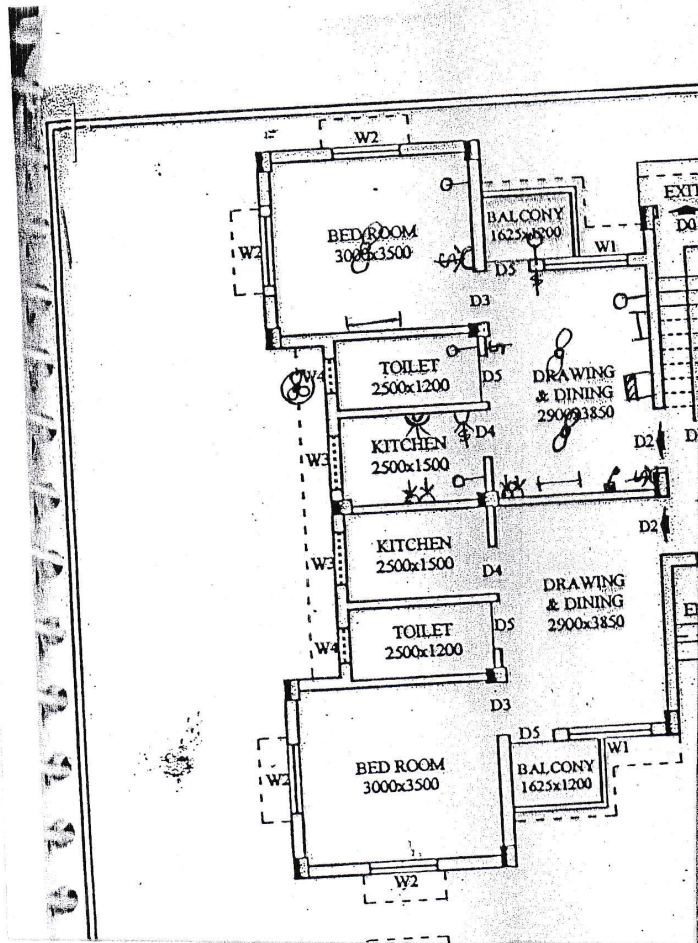 W2
BED ROOM
3000x3500
W2
BALCONY
1625x1200
W1
D5
D3
D0
TOILET
2500x1200
W4
D5
DRAWING
& DINING
2900x3850
KITCHEN
2500x1500
W3
D4
D2
D2
KITCHEN
2500x1500
W3
D4
DRAWING
& DINING
2900x3850
TOILET
2500x1200
W4
D5
D3
D5
W1
BED ROOM
3000x3500
W2
BALCONY
1625x1200
W2